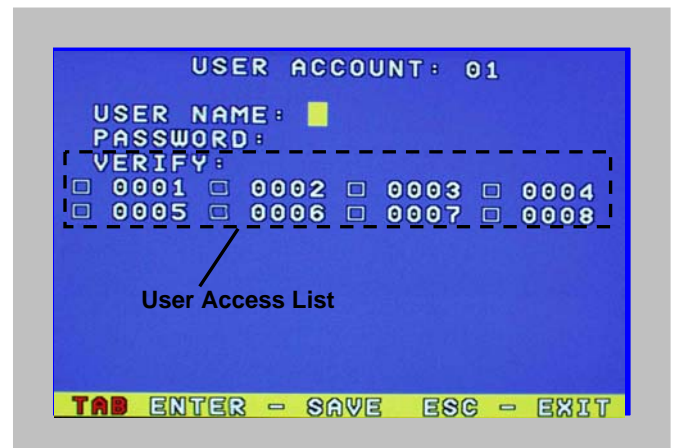 USER ACCOUNT: 01
USER NAME:
PASSWORD:
VERIFY:
0001 0002 0003 0004
0005 0006 0007 0008
User Access List
TAB ENTER - SAVE ESC - EXIT